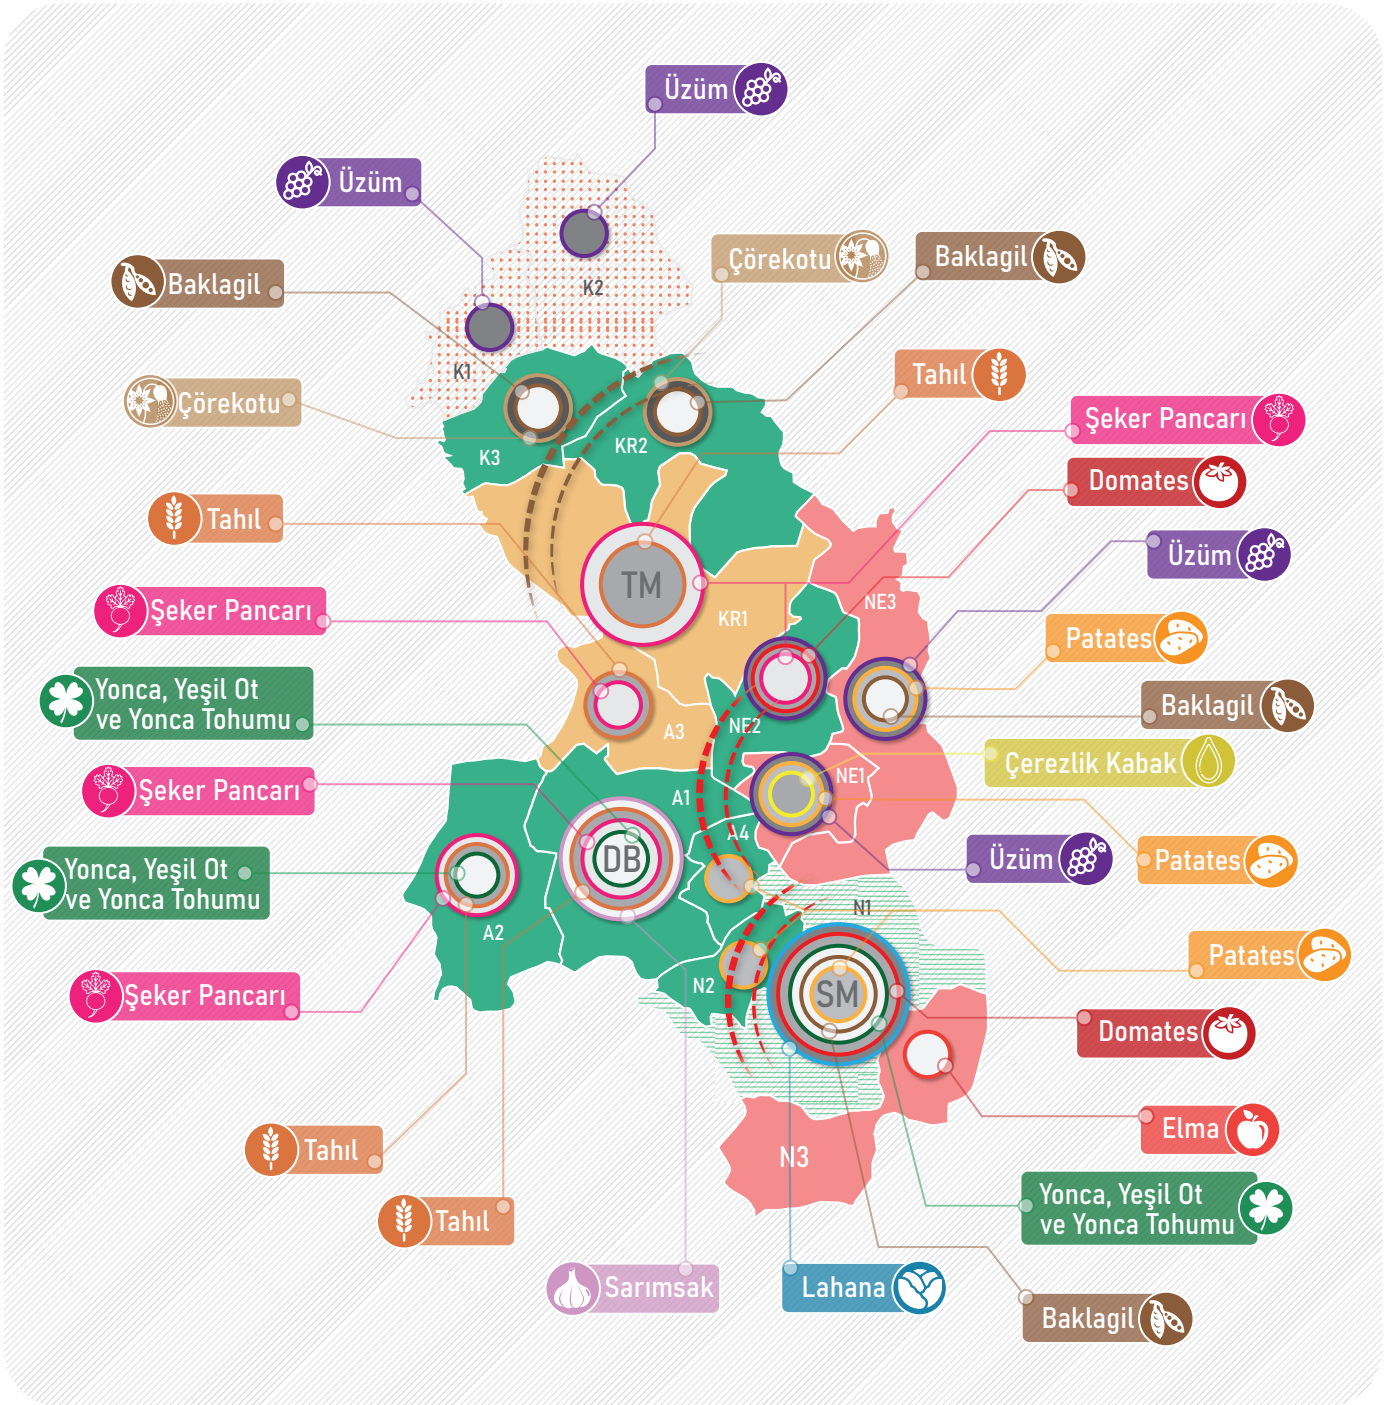 Üzüm
Üzüm
Çörekotu
Baklagil
Baklagil
K2
Tahıl
K1
Çörekotu
Şeker Pancarı
KR2
K3
Domates
Tahıl
Üzüm
TM
NE3
Şeker Pancarı
KR1
Patates
Yonca, Yeşil Ot
ve Yonca Tohumu
Baklagil
NE2
A3
Çerezlik Kabak
NE1
Şeker Pancarı
A1
A4
DB
Üzüm
Patates
Yonca, Yeşil Ot
ve Yonca Tohumu
N1
A2
Patates
N2
SM
Şeker Pancarı
Domates
Elma
Tahıl
N3
Yonca, Yeşil Ot
ve Yonca Tohumu
Tahıl
Sarımsak
Lahana
Baklagil